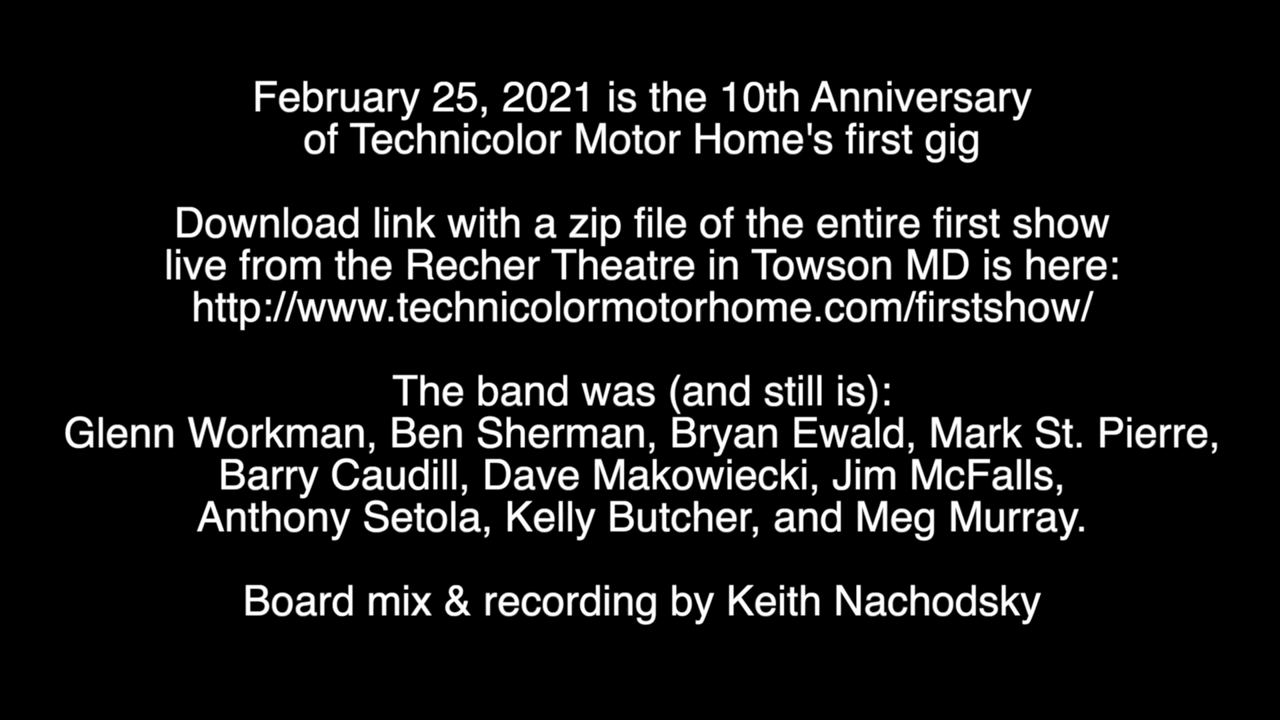 February 25, 2021 is the 10th Anniversary
of Technicolor Motor Home's first gig
Download link with a zip file of the entire first show
live from the Recher Theatre in Towson MD is here:
http://www.technicolormotorhome.com/firstshow/
The band was (and still is):
Glenn Workman, Ben Sherman, Bryan Ewald, Mark St. Pierre,
Barry Caudill, Dave Makowiecki, Jim McFalls,
Anthony Setola, Kelly Butcher, and Meg Murray.
Board mix & recording by Keith Nachodsky